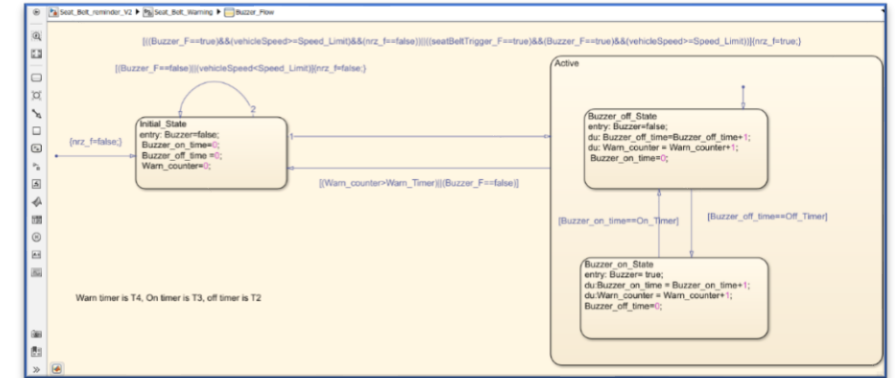 Seat_Belt_reminder_V2 ▸ Seat_Belt_Warning ▸ Buzzer_Flow
[((Buzzer_F==true)&&(vehicleSpeed>=Speed_Limit)&&(nrz_f==false))||((seatBeltTrigger_F==true)&&(Buzzer_F==true)&&(vehicleSpeed>=Speed_Limit))]{nrz_f=true;}
[(Buzzer_F==false)||(vehicleSpeed<Speed_Limit)]{nrz_f=false;}
Active
2
{nrz_f=false;}
Initial_State
entry: Buzzer=false;
Buzzer_on_time=0;
Buzzer_off_time =0;
Warn_counter=0;
1
Buzzer_off_State
entry: Buzzer=false;
du: Buzzer_off_time=Buzzer_off_time+1;
du: Warn_counter = Warn_counter+1;
Buzzer_on_time=0;
[(Warn_counter>Warn_Timer)||(Buzzer_F==false)]
[Buzzer_on_time==On_Timer]
[Buzzer_off_time==Off_Timer]
Buzzer_on_State
entry: Buzzer= true;
du:Buzzer_on_time = Buzzer_on_time+1;
du:Warn_counter = Warn_counter+1;
Buzzer_off_time=0;
Warn timer is T4, On timer is T3, off timer is T2